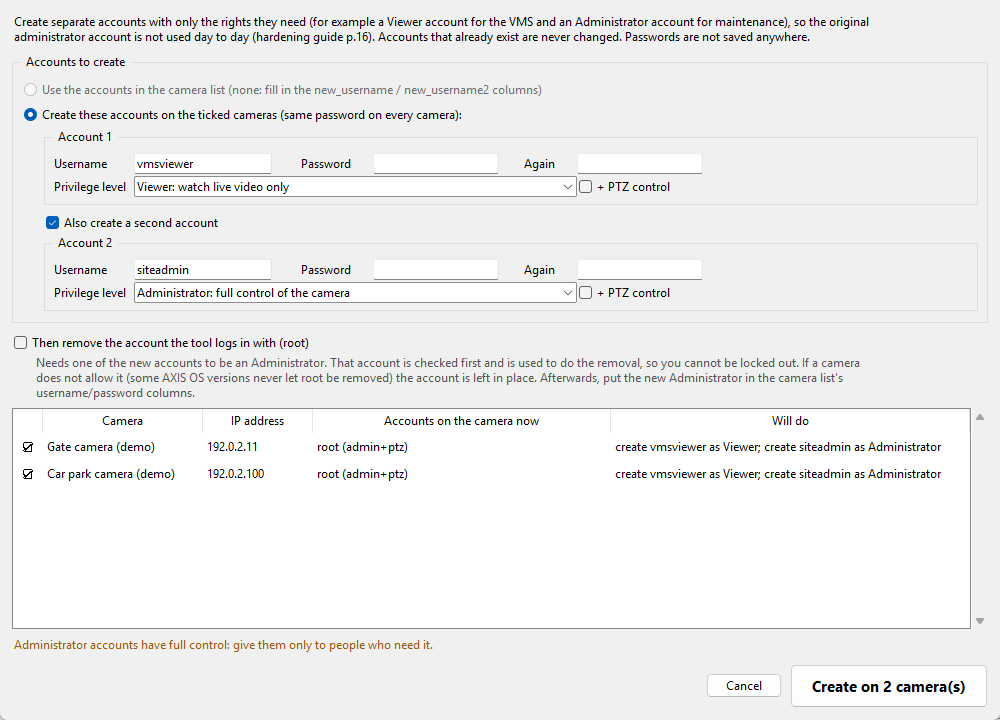 Create separate accounts with only the rights they need (for example a Viewer account for the VMS and an Administrator account for maintenance), so the original
administrator account is not used day to day (hardening guide p.16). Accounts that already exist are never changed. Passwords are not saved anywhere.
Accounts to create
Use the accounts in the camera list (none: fill in the new_username / new_username2 columns)
Create these accounts on the ticked cameras (same password on every camera):
Account 1
Username vmsviewer Password Again
Privilege level Viewer: watch live video only + PTZ control
Also create a second account
Account 2
Username siteadmin Password Again
Privilege level Administrator: full control of the camera + PTZ control
Then remove the account the tool logs in with (root)
Needs one of the new accounts to be an Administrator. That account is checked first and is used to do the removal, so you cannot be locked out. If a camera
does not allow it (some AXIS OS versions never let root be removed) the account is left in place. Afterwards, put the new Administrator in the camera list's
username/password columns.
Camera IP address Accounts on the camera now Will do
Gate camera (demo) 192.0.2.11 root (admin+ptz) create vmsviewer as Viewer; create siteadmin as Administrator
Car park camera (demo) 192.0.2.100 root (admin+ptz) create vmsviewer as Viewer; create siteadmin as Administrator
Administrator accounts have full control: give them only to people who need it.
Cancel Create on 2 camera(s)